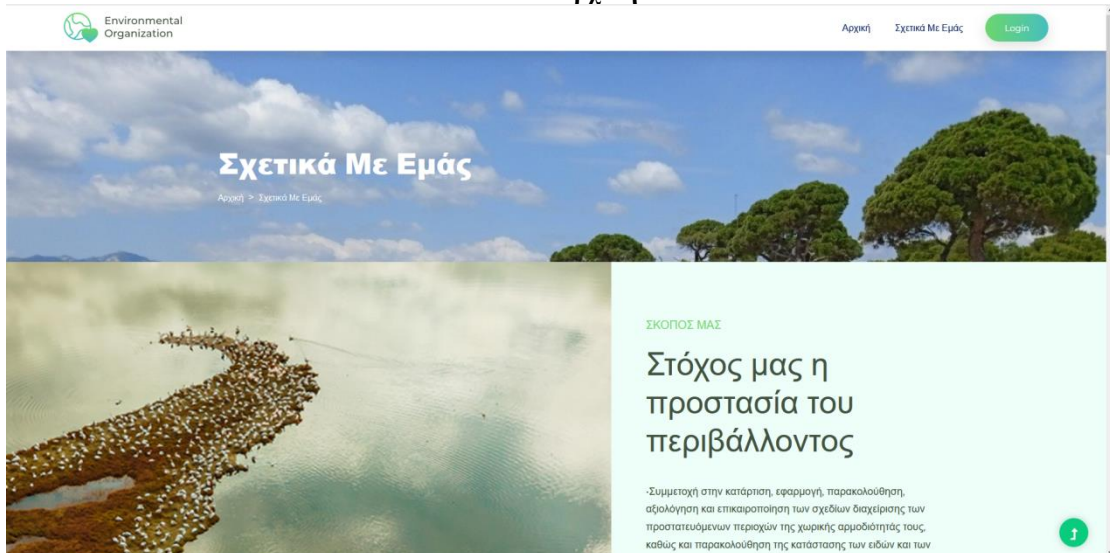 Environmental
Organization
Αρχική Σχετικά Με Εμάς Login
Σχετικά Με Εμάς
Αρχική > Σχετικά Με Εμάς
ΣΚΟΠΟΣ ΜΑΣ
Στόχος μας η
προστασία του
περιβάλλοντος
-Συμμετοχή στην κατάρτιση, εφαρμογή, παρακολούθηση,
αξιολόγηση και επικαιροποίηση των σχεδίων διαχείρισης των
προστατευόμενων περιοχών της χωρικής αρμοδιότητάς τους,
καθώς και παρακολούθηση της κατάστασης των ειδών και των